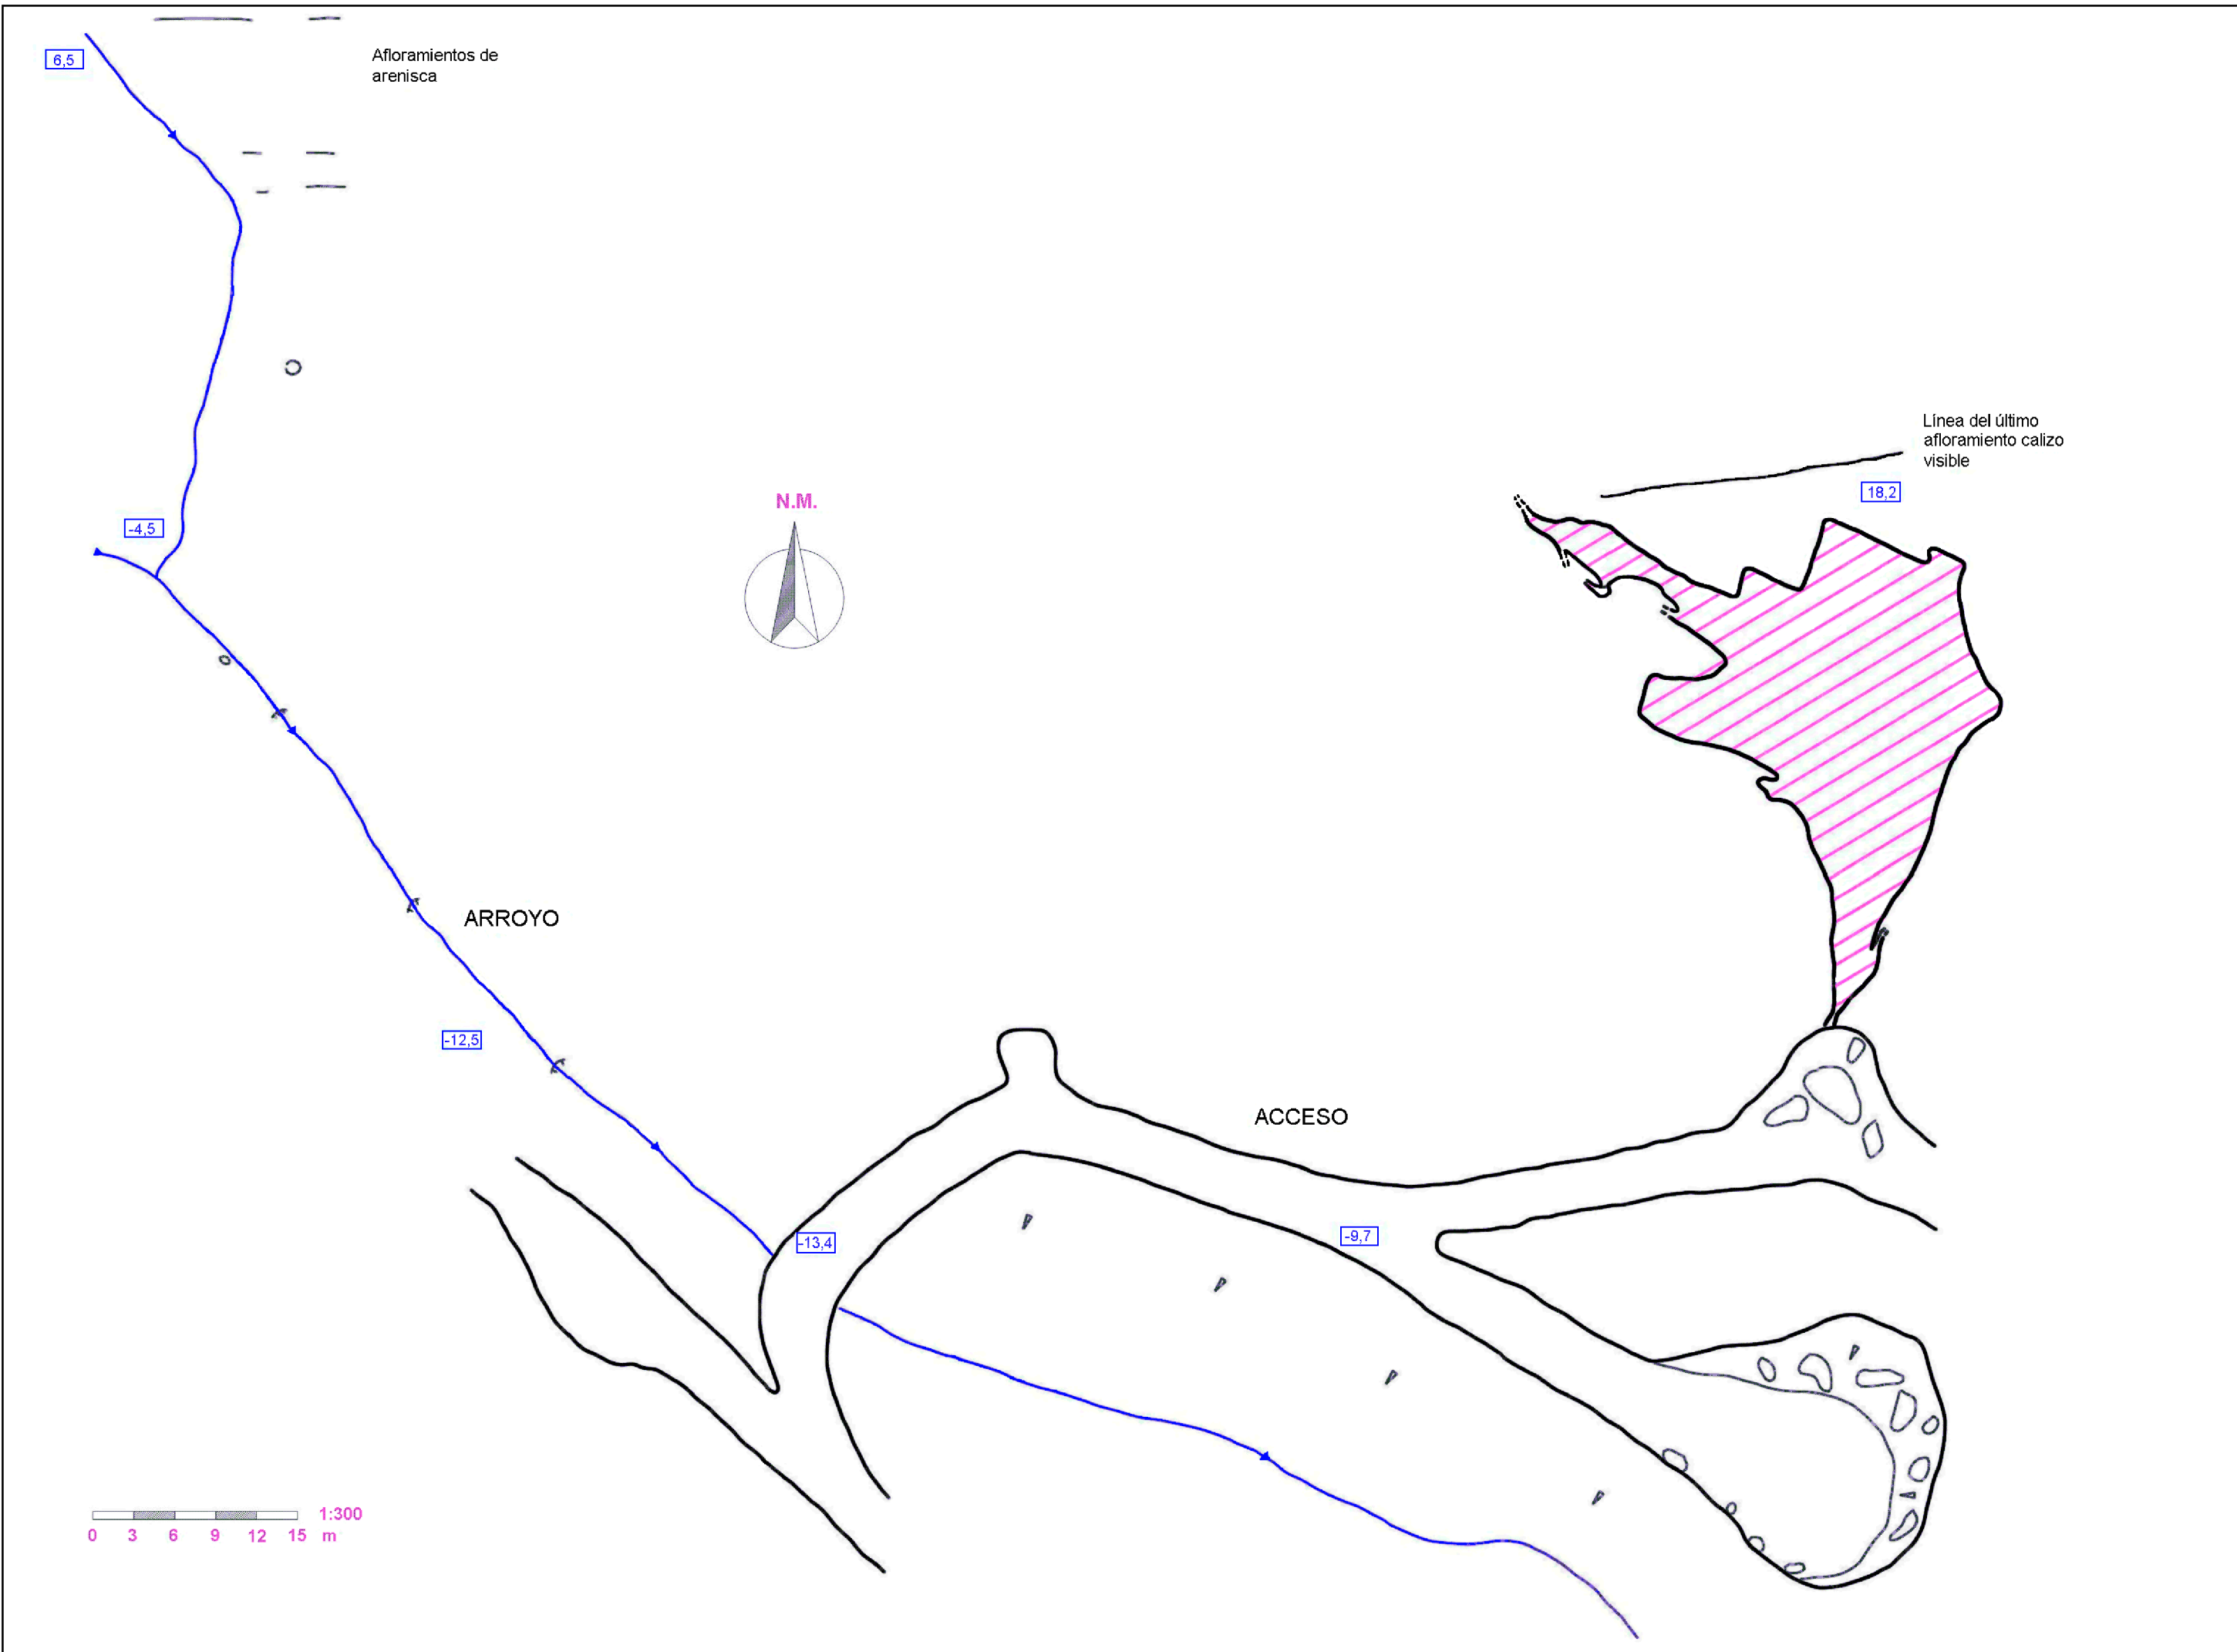 6,5
Afloramientos de
arenisca
Línea del último
afloramiento calizo
visible
18,2
N.M.
-4,5
ARROYO
-12,5
ACCESO
-13,4
-9,7
1:300
0 3 6 9 12 15 m